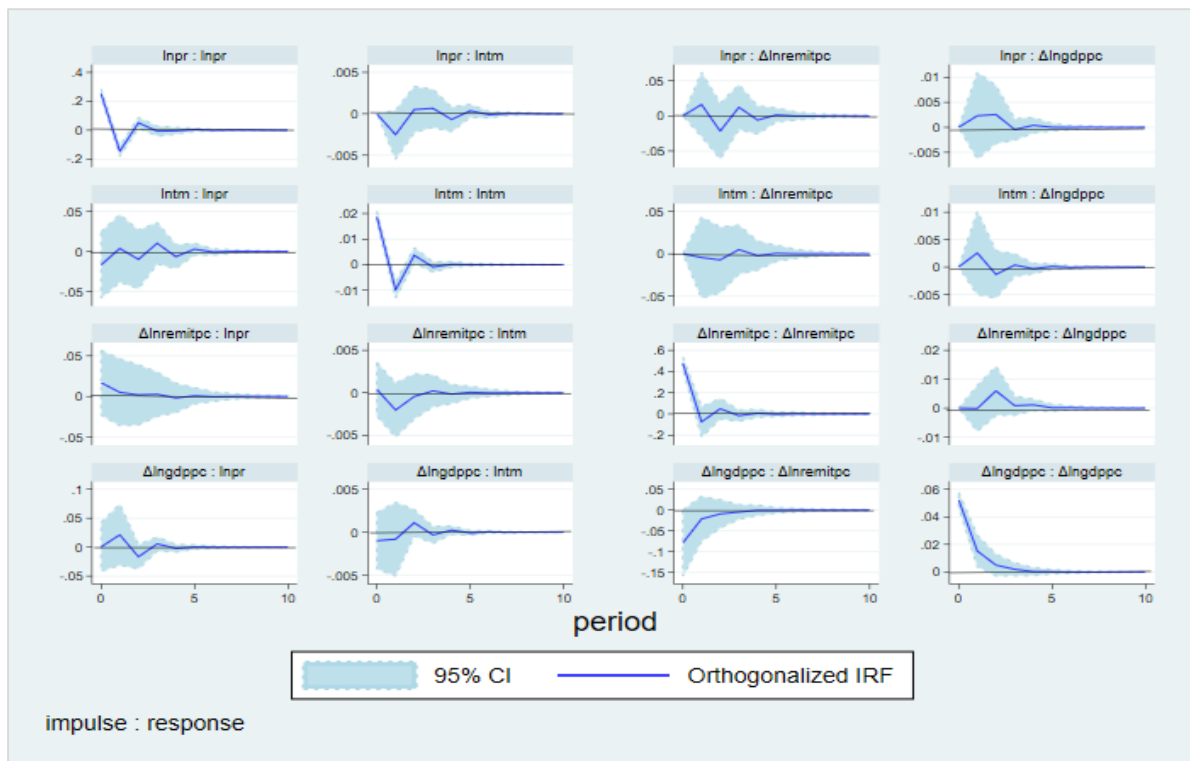 lnpr : lnpr
.4
.2
0
-.2
lnpr : lntm
.005
0
-.005
lnpr : Δlnremitpc
.05
0
-.05
lnpr : Δlngdppc
.01
.005
0
-.005
lntm : lnpr
.05
0
-.05
lntm : lntm
.02
.01
0
-.01
lntm : Δlnremitpc
.05
0
-.05
lntm : Δlngdppc
.01
.005
0
-.005
Δlnremitpc : lnpr
.05
0
-.05
Δlnremitpc : lntm
.005
0
-.005
Δlnremitpc : Δlnremitpc
.6
.4
.2
0
-.2
Δlnremitpc : Δlngdppc
.02
.01
0
-.01
Δlngdppc : lnpr
.1
.05
0
-.05
0 5 10
Δlngdppc : lntm
.005
0
-.005
0 5 10
Δlngdppc : Δlnremitpc
.05
0
-.05
-.1
-.15
0 5 10
Δlngdppc : Δlngdppc
.06
.04
.02
0
0 5 10
period
95% CI Orthogonalized IRF
impulse : response